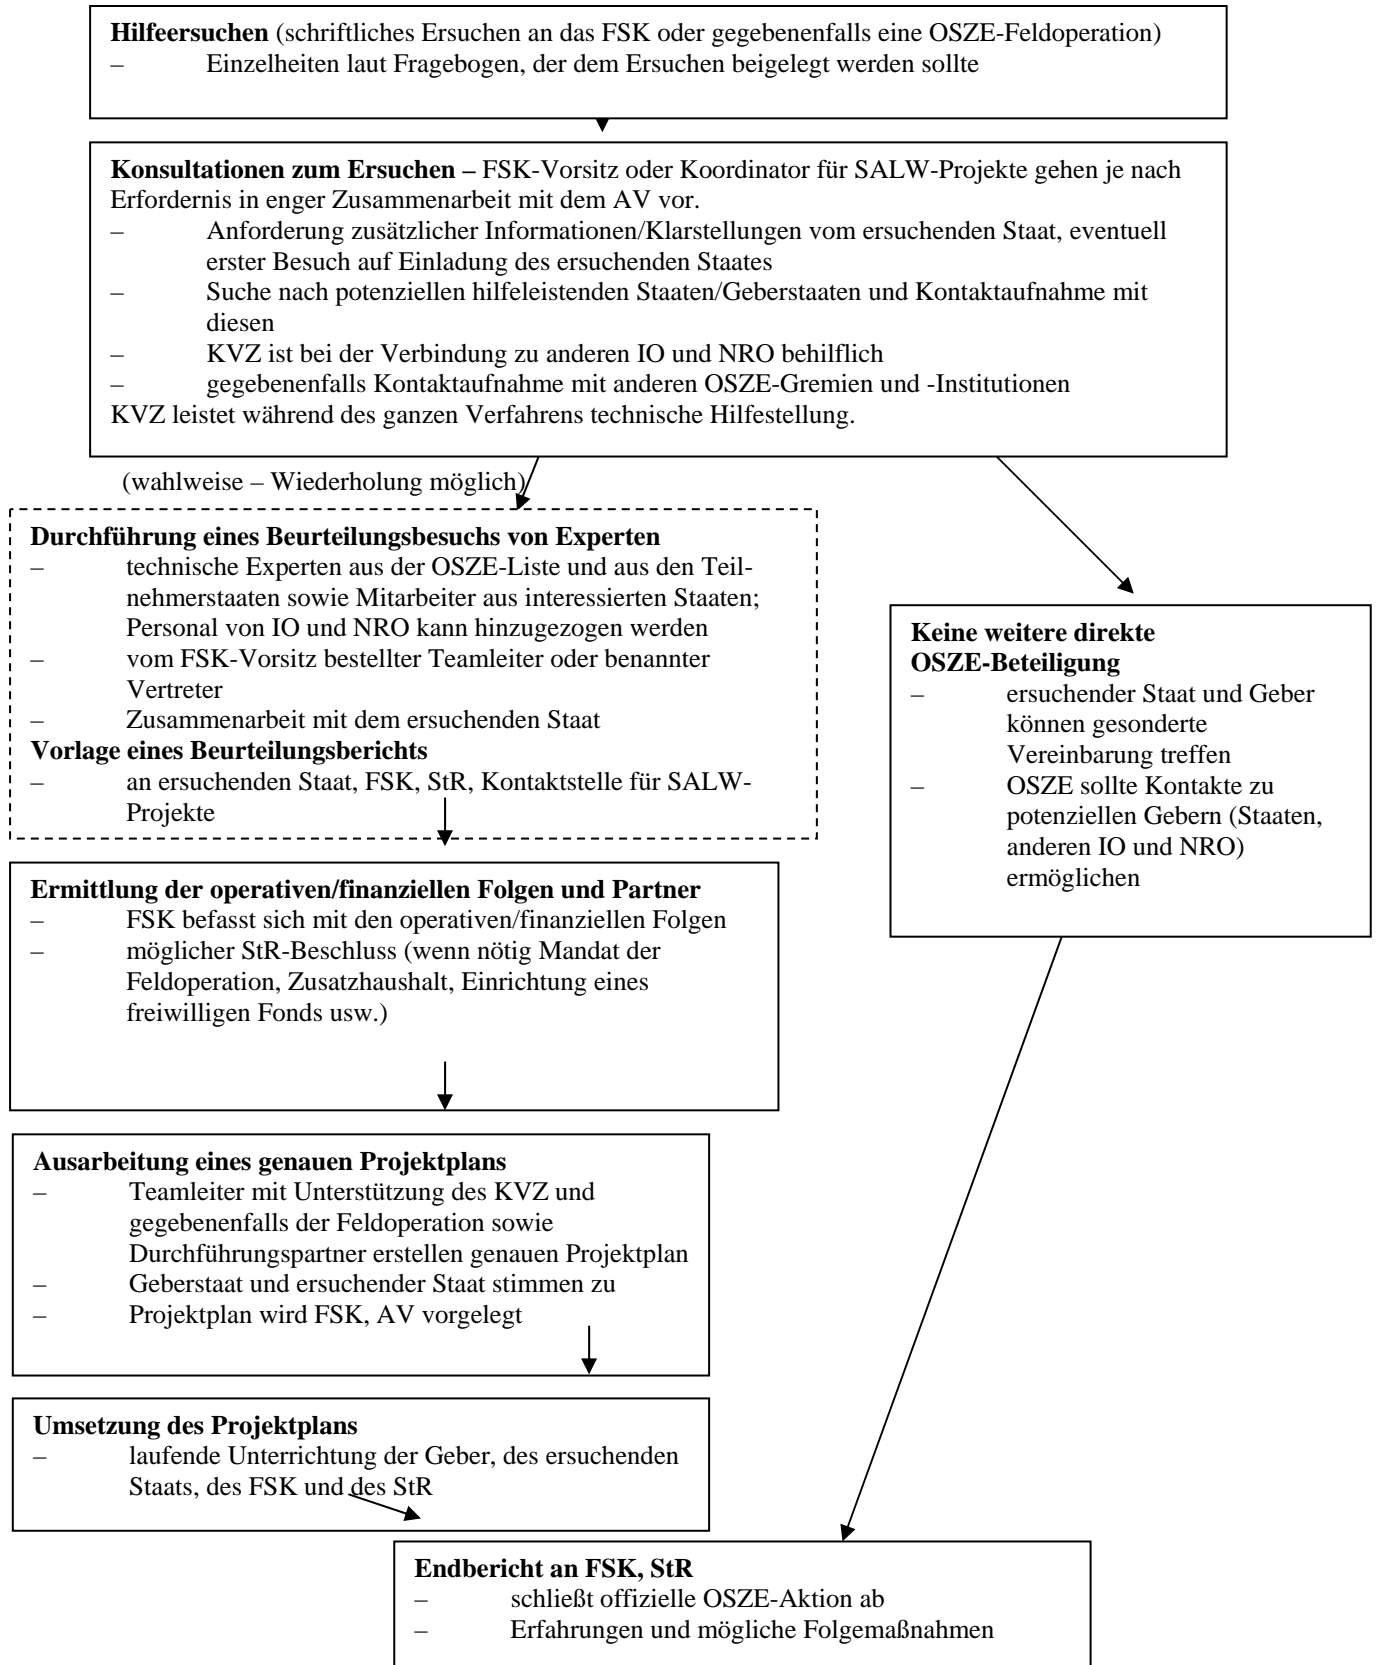 Hilfeersuchen (schriftliches Ersuchen an das FSK oder gegebenenfalls eine OSZE-Feldoperation)
– Einzelheiten laut Fragebogen, der dem Ersuchen beigelegt werden sollte
Konsultationen zum Ersuchen – FSK-Vorsitz oder Koordinator für SALW-Projekte gehen je nach
Erfordernis in enger Zusammenarbeit mit dem AV vor.
– Anforderung zusätzlicher Informationen/Klarstellungen vom ersuchenden Staat, eventuell
erster Besuch auf Einladung des ersuchenden Staates
– Suche nach potenziellen hilfeleistenden Staaten/Geberstaaten und Kontaktaufnahme mit
diesen
– KVZ ist bei der Verbindung zu anderen IO und NRO behilflich
– gegebenenfalls Kontaktaufnahme mit anderen OSZE-Gremien und -Institutionen
KVZ leistet während des ganzen Verfahrens technische Hilfestellung.
(wahlweise – Wiederholung möglich)
Durchführung eines Beurteilungsbesuchs von Experten
– technische Experten aus der OSZE-Liste und aus den Teil-
nehmerstaaten sowie Mitarbeiter aus interessierten Staaten;
Personal von IO und NRO kann hinzugezogen werden
– vom FSK-Vorsitz bestellter Teamleiter oder benannter
Vertreter
– Zusammenarbeit mit dem ersuchenden Staat
Vorlage eines Beurteilungsberichts
– an ersuchenden Staat, FSK, StR, Kontaktstelle für SALW-
Projekte
Keine weitere direkte
OSZE-Beteiligung
– ersuchender Staat und Geber
können gesonderte
Vereinbarung treffen
– OSZE sollte Kontakte zu
potenziellen Gebern (Staaten,
anderen IO und NRO)
ermöglichen
Ermittlung der operativen/finanziellen Folgen und Partner
– FSK befasst sich mit den operativen/finanziellen Folgen
– möglicher StR-Beschluss (wenn nötig Mandat der
Feldoperation, Zusatzhaushalt, Einrichtung eines
freiwilligen Fonds usw.)
Ausarbeitung eines genauen Projektplans
– Teamleiter mit Unterstützung des KVZ und
gegebenenfalls der Feldoperation sowie
Durchführungspartner erstellen genauen Projektplan
– Geberstaat und ersuchender Staat stimmen zu
– Projektplan wird FSK, AV vorgelegt
Umsetzung des Projektplans
– laufende Unterrichtung der Geber, des ersuchenden
Staats, des FSK und des StR
Endbericht an FSK, StR
– schließt offizielle OSZE-Aktion ab
– Erfahrungen und mögliche Folgemaßnahmen